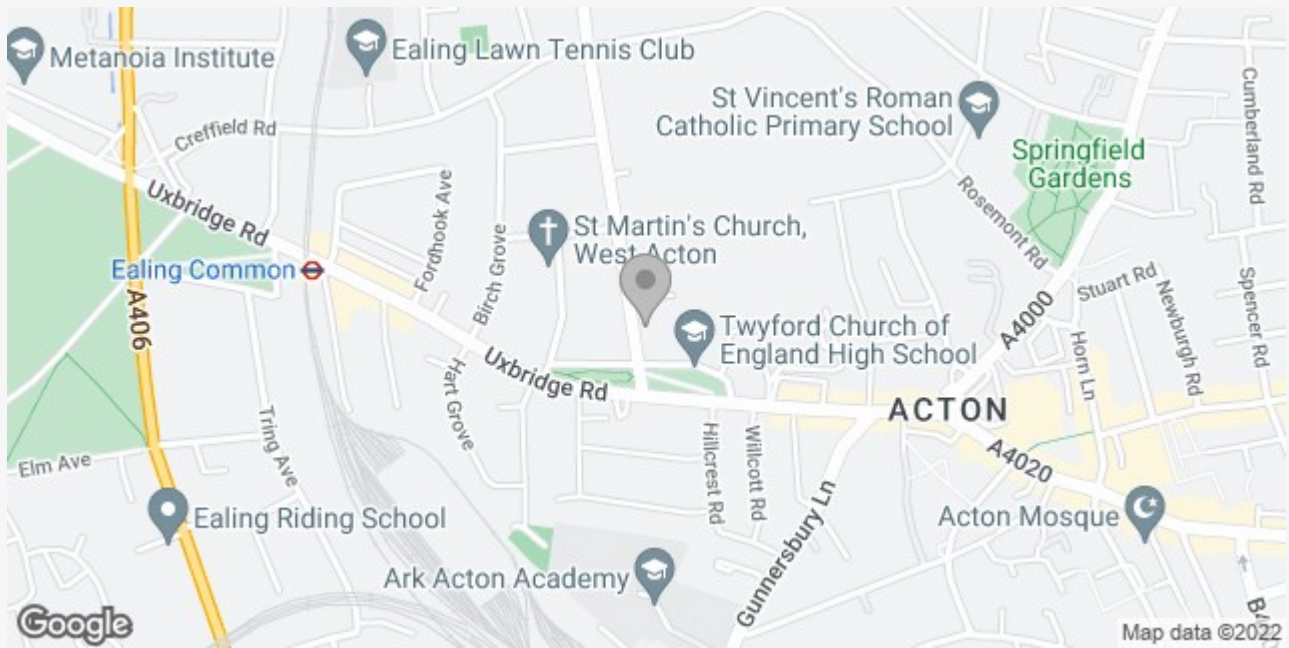 Metanoia Institute
Ealing Lawn Tennis Club
St Vincent's Roman
Catholic Primary School
Cumberland Rd
Creffield Rd
Springfield
Gardens
Uxbridge Rd
Fordhook Ave
Rosemont Rd
St Martin's Church,
West Acton
Birch Grove
Ealing Common
Stuart Rd
Spencer Rd
Newburgh Rd
A406
A4000
Twyford Church of
England High School
Horn Ln
Uxbridge Rd
Hart Grove
ACTON
Tring Ave
Hillcrest Rd
Willcott Rd
A4020
Elm Ave
Ealing Riding School
Gunnersbury Ln
Acton Mosque
Ark Acton Academy
Google
Map data ©2022